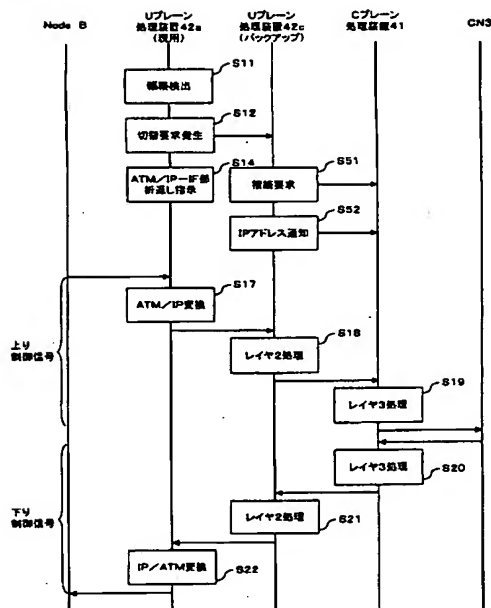 Node B
Uプレーン
処理装置42a
(現用)
Uプレーン
処理装置42c
(バックアップ)
Cプレーン
処理装置41
CN3
S11
障害検出
S12
切替要求発生
S14
ATM/IP-IF部
折返し指示
S51
接続要求
S52
IPアドレス通知
S17
ATM/IP変換
S18
レイヤ2処理
上り
制御信号
S19
レイヤ3処理
レイヤ3処理
S20
下り
制御信号
レイヤ2処理
S21
IP/ATM変換
S22